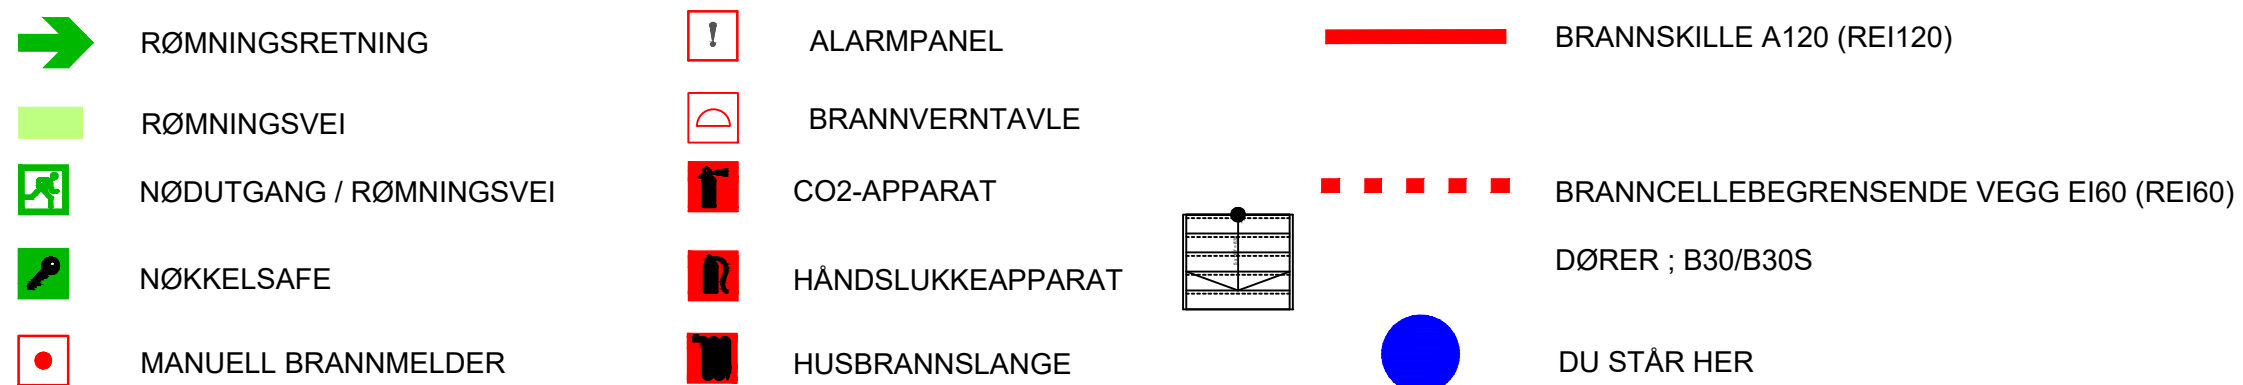 RØMNINGSRETNING
RØMNINGSVEI
NØDUTGANG / RØMNINGSVEI
NØKKELSAFE
MANUELL BRANNMELDER
!
ALARMPANEL
BRANNVERNTAVLE
CO2-APPARAT
HÅNDSLUKKEAPPARAT
HUSBRANNSLANGE
BRANNSKILLE A120 (REI120)
BRANNCELLEBEGRENSENDE VEGG EI60 (REI60)
DØRER ; B30/B30S
DU STÅR HER